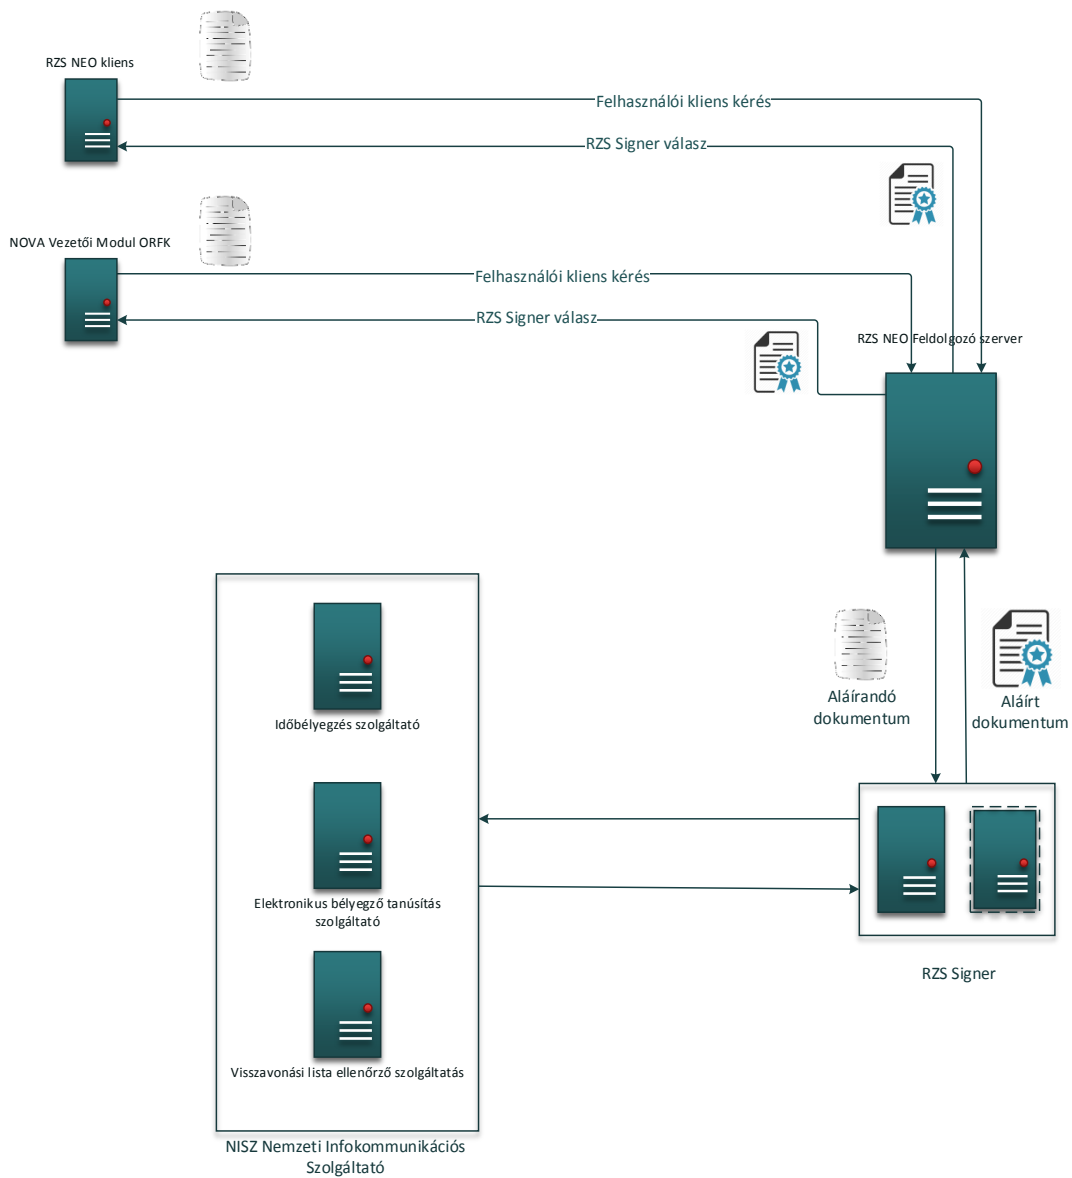 RZS NEO kliens
Felhasználói kliens kérés
RZS Signer válasz
NOVA Vezetői Modul ORFK
Felhasználói kliens kérés
RZS Signer válasz
RZS NEO Feldolgozó szerver
Aláírandó
dokumentum
Aláírt
dokumentum
Időbélyegzés szolgáltató
Elektronikus bélyegző tanúsítás
szolgáltató
RZS Signer
Visszavonási lista ellenőrző szolgáltatás
NISZ Nemzeti Infokommunikációs
Szolgáltató